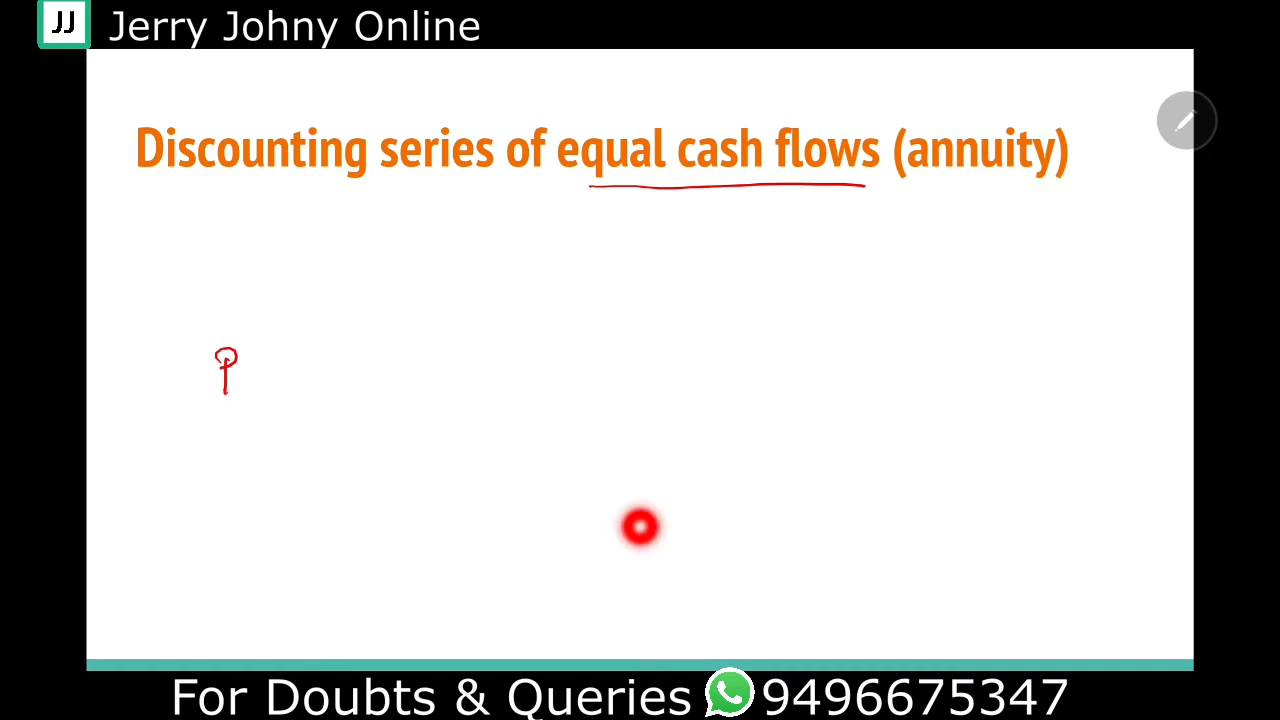 JJ Jerry Johny Online
Discounting series of equal cash flows (annuity)
P
For Doubts & Queries 9496675347